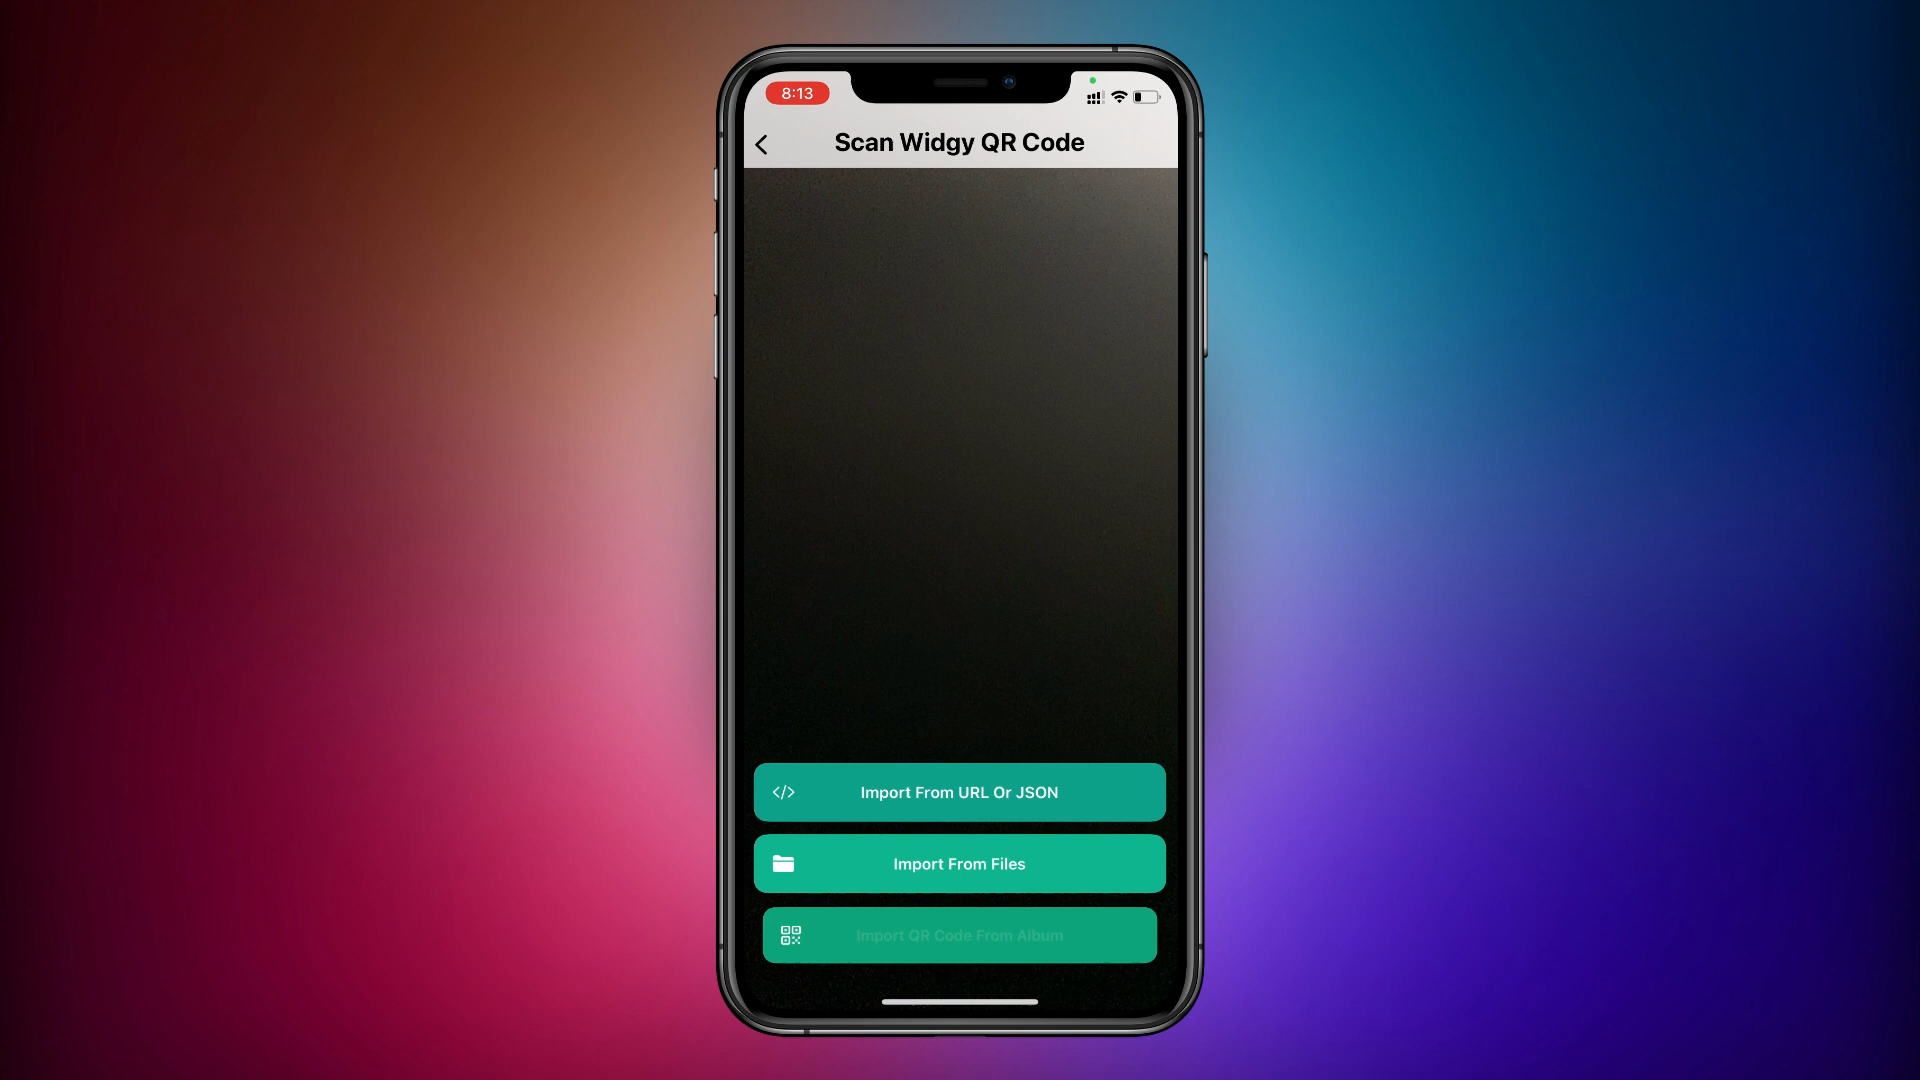 8:13
Scan Widgy QR Code
Import From URL Or JSON
Import From Files
Import QR Code From Album